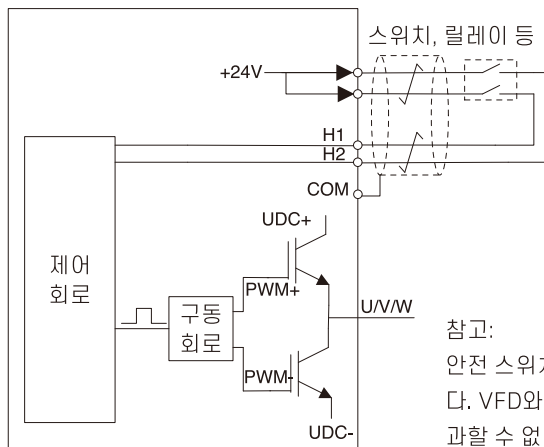 스위치, 릴레이 등
+24V
H1
H2
COM
UDC+
제어
회로
PWM+
구동
회로
U/V/W
PWM-
UDC-
참고:
안전 스위치
다. VFD와
과할 수 없